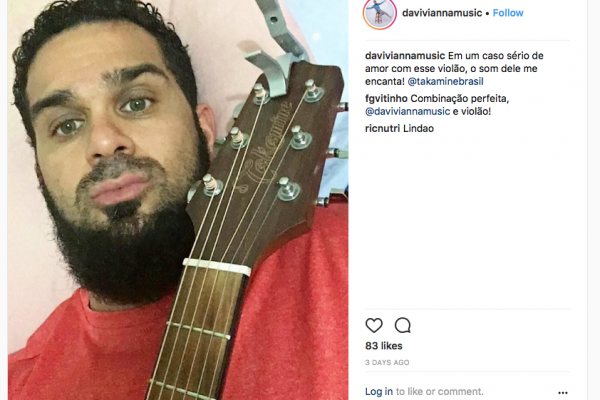 Takamine
daviviannamusic • Follow
daviviannamusic Em um caso sério de
amor com esse violão, o som dele me
encanta! @takaminebrasil
fgvitinho Combinação perfeita,
@daviviannamusic e violão!
ricnutri Lindao
83 likes
3 DAYS AGO
Log in to like or comment.